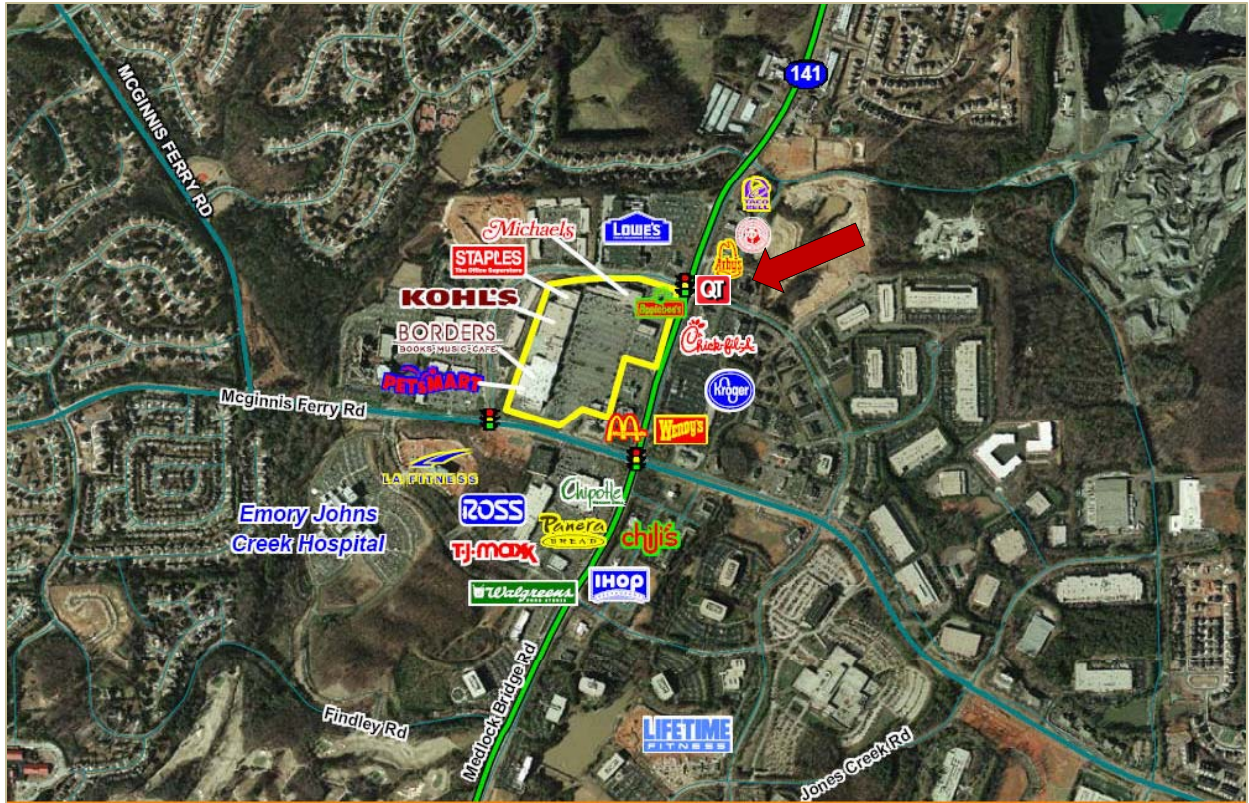 141
MCGINNIS FERRY RD
TACO
BELL
Michaels
LOWE'S
STAPLES
The Office Superstore
Arby's
KOHL'S
QT
Applebee's
BORDERS
BOOKS·MUSIC·CAFE
Chick-fil-A
PETSMART
Kroger
Mcginnis Ferry Rd
WENDY'S
LA FITNESS
Chipotle
ROSS
Emory Johns
Creek Hospital
Panera
BREAD
chili's
T·J·maxx
IHOP
Walgreens
Medlock Bridge Rd
Findley Rd
LIFETIME
FITNESS
Jones Creek Rd